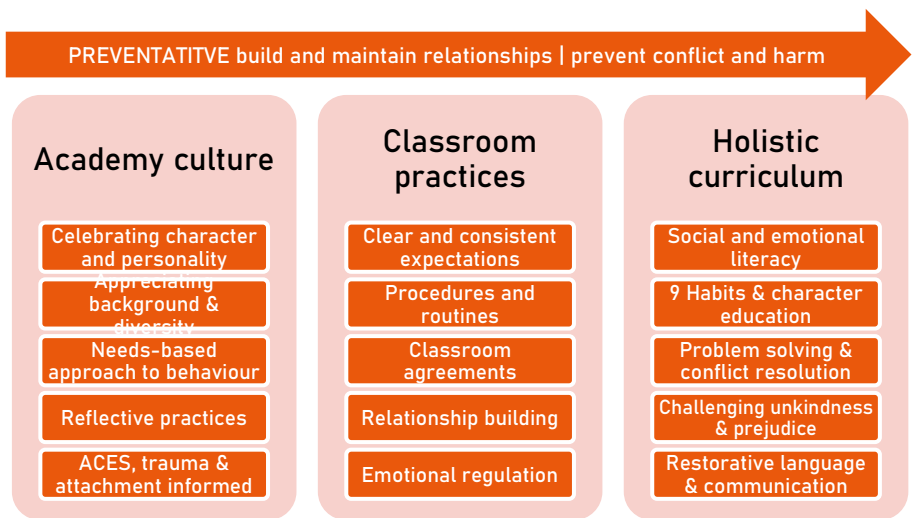 PREVENTATITVE build and maintain relationships | prevent conflict and harm
Academy culture
Celebrating character
and personality
Appreciating
background &
diversity
Needs-based
approach to behaviour
Reflective practices
ACES, trauma &
attachment informed
Classroom
practices
Clear and consistent
expectations
Procedures and
routines
Classroom
agreements
Relationship building
Emotional regulation
Holistic
curriculum
Social and emotional
literacy
9 Habits & character
education
Problem solving &
conflict resolution
Challenging unkindness
& prejudice
Restorative language
& communication